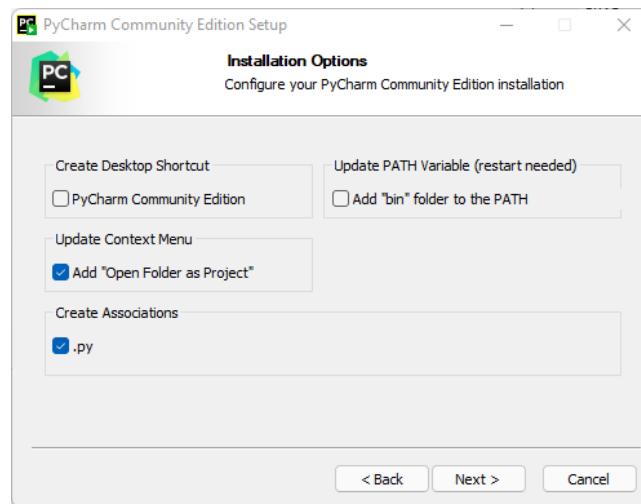 PC
PyCharm Community Edition Setup
PC
Installation Options
Configure your PyCharm Community Edition installation
Create Desktop Shortcut
PyCharm Community Edition
Update PATH Variable (restart needed)
Add "bin" folder to the PATH
Update Context Menu
Add "Open Folder as Project"
Create Associations
.py
< Back
Next >
Cancel